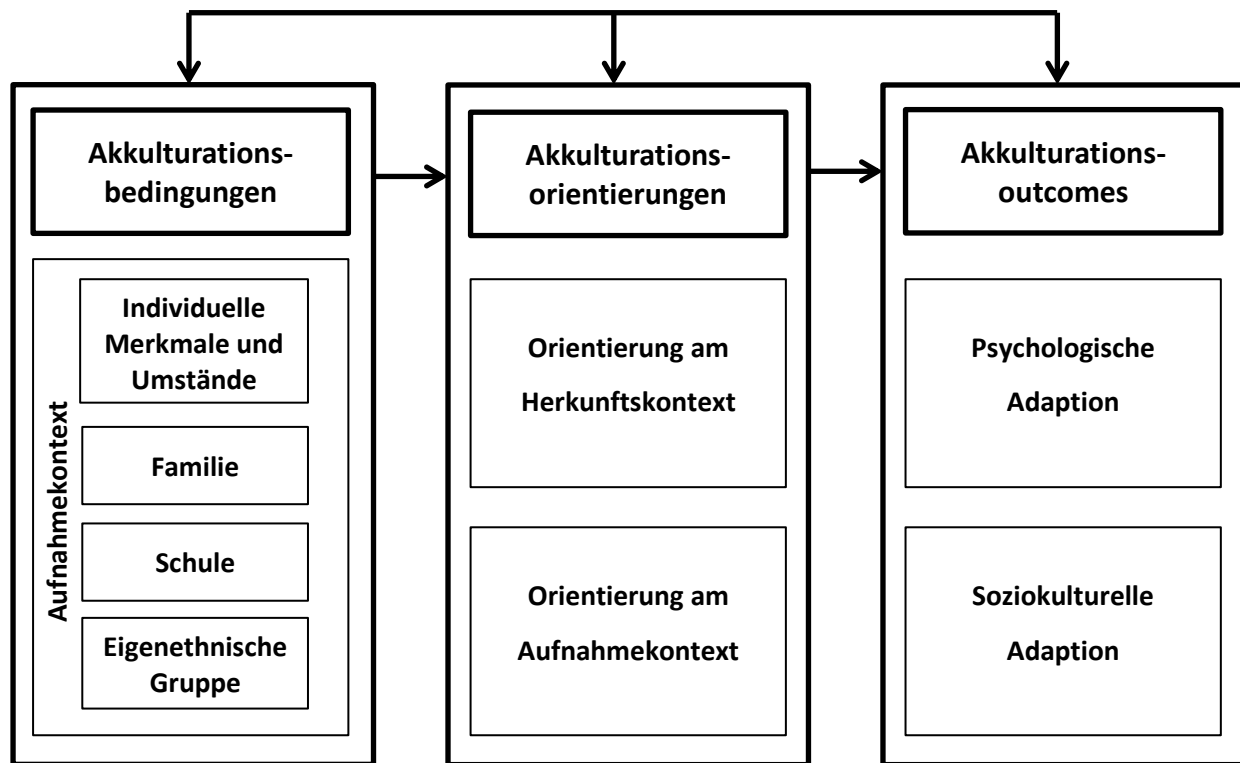 Akkulturations-
bedingungen
Aufnahmekontext
Individuelle
Merkmale und
Umstände
Familie
Schule
Eigenethnische
Gruppe
Akkulturations-
orientierungen
Orientierung am
Herkunftskontext
Orientierung am
Aufnahmekontext
Akkulturations-
outcomes
Psychologische
Adaption
Soziokulturelle
Adaption